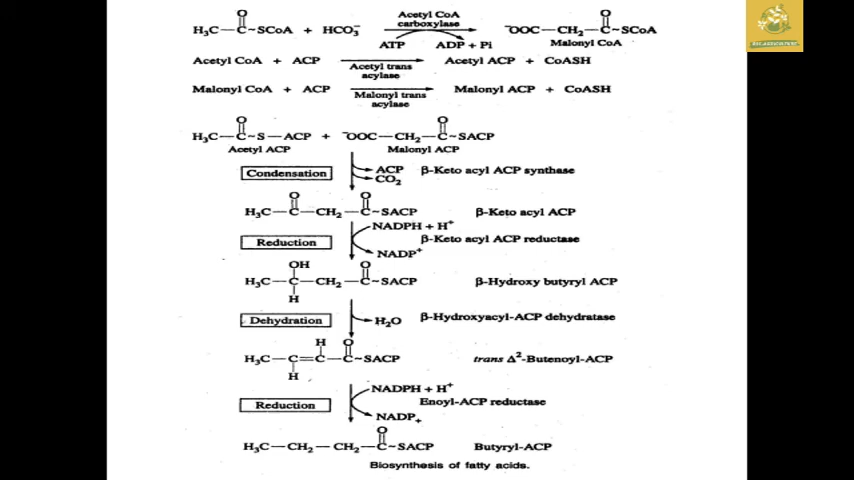 H₃C—C~SCoA + HCO₃⁻ Acetyl CoA carboxylase ⁻OOC—CH₂—C~SCoA
O O
ATP ADP + Pi Malonyl CoA
Acetyl CoA + ACP Acetyl trans acylase Acetyl ACP + CoASH
Malonyl CoA + ACP Malonyl trans acylase Malonyl ACP + CoASH
O O
H₃C—C~S—ACP + ⁻OOC—CH₂—C~SACP
Acetyl ACP Malonyl ACP
Condensation ACP CO₂ β-Keto acyl ACP synthase
O O
H₃C—C—CH₂—C~SACP β-Keto acyl ACP
NADPH + H⁺
Reduction β-Keto acyl ACP reductase
NADP⁺
OH O
H₃C—C—CH₂—C~SACP β-Hydroxy butyryl ACP
H
Dehydration H₂O β-Hydroxyacyl-ACP dehydratase
H O
H₃C—C=C—C~SACP trans Δ²-Butenoyl-ACP
H
NADPH + H⁺
Reduction Enoyl-ACP reductase
NADP₊
O
H₃C—CH₂—CH₂—C~SACP Butyryl-ACP
Biosynthesis of fatty acids.